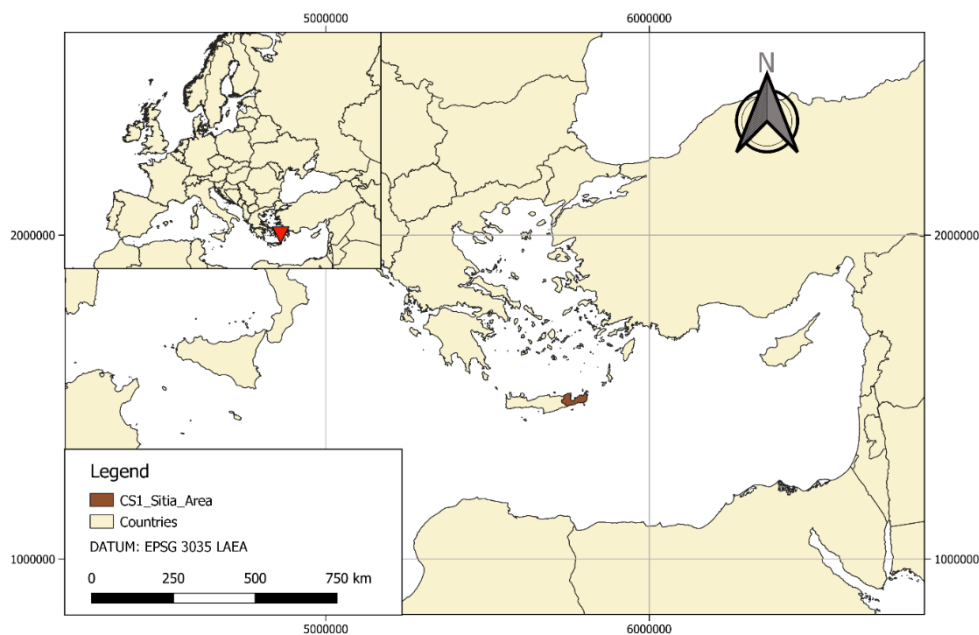 5000000 6000000
N
2000000 2000000
Legend
CS1_Sitia_Area
Countries
DATUM: EPSG 3035 LAEA
0 250 500 750 km
1000000 1000000
5000000 6000000